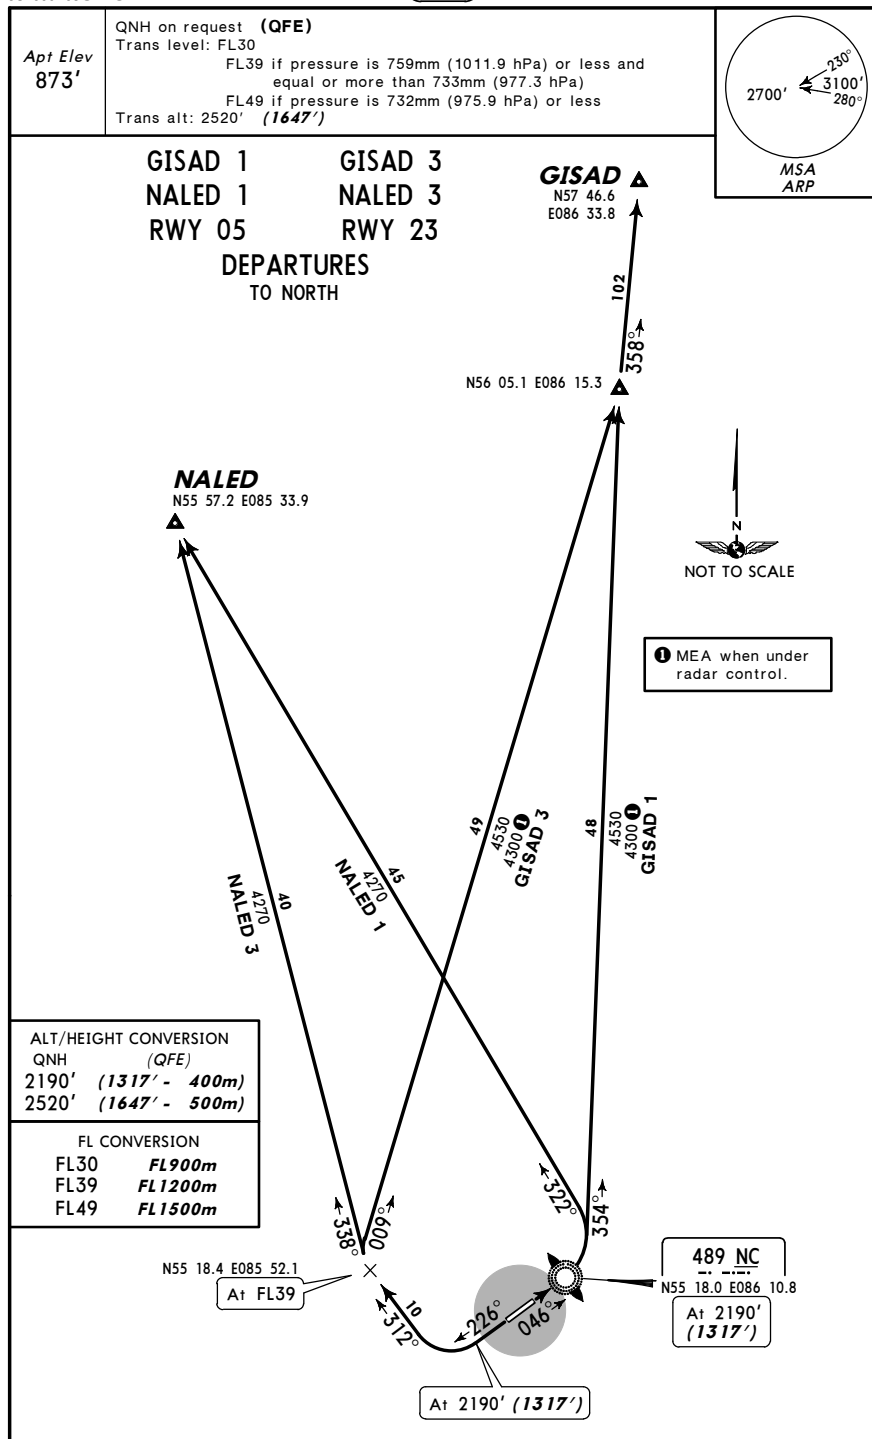 Apt Elev
873'
QNH on request (QFE)
Trans level: FL30
FL39 if pressure is 759mm (1011.9 hPa) or less and
equal or more than 733mm (977.3 hPa)
FL49 if pressure is 732mm (975.9 hPa) or less
Trans alt: 2520' (1647')
230°
3100'
2700'
280°
MSA
ARP
GISAD 1 GISAD 3
NALED 1 NALED 3
RWY 05 RWY 23
DEPARTURES
TO NORTH
GISAD
N57 46.6
E086 33.8
102
358°
N56 05.1 E086 15.3
NALED
N55 57.2 E085 33.9
N
NOT TO SCALE
1 MEA when under
radar control.
49
4530
4300 1
GISAD 3
48
4530
4300 1
GISAD 1
40
4270
NALED 3
45
4270
NALED 1
ALT/HEIGHT CONVERSION
QNH (QFE)
2190' (1317' - 400m)
2520' (1647' - 500m)
FL CONVERSION
FL30 FL900m
FL39 FL1200m
FL49 FL1500m
338°
009°
322°
354°
N55 18.4 E085 52.1
At FL39
10
312°
226°
046°
489 NC
N55 18.0 E086 10.8
At 2190'
(1317')
At 2190' (1317')